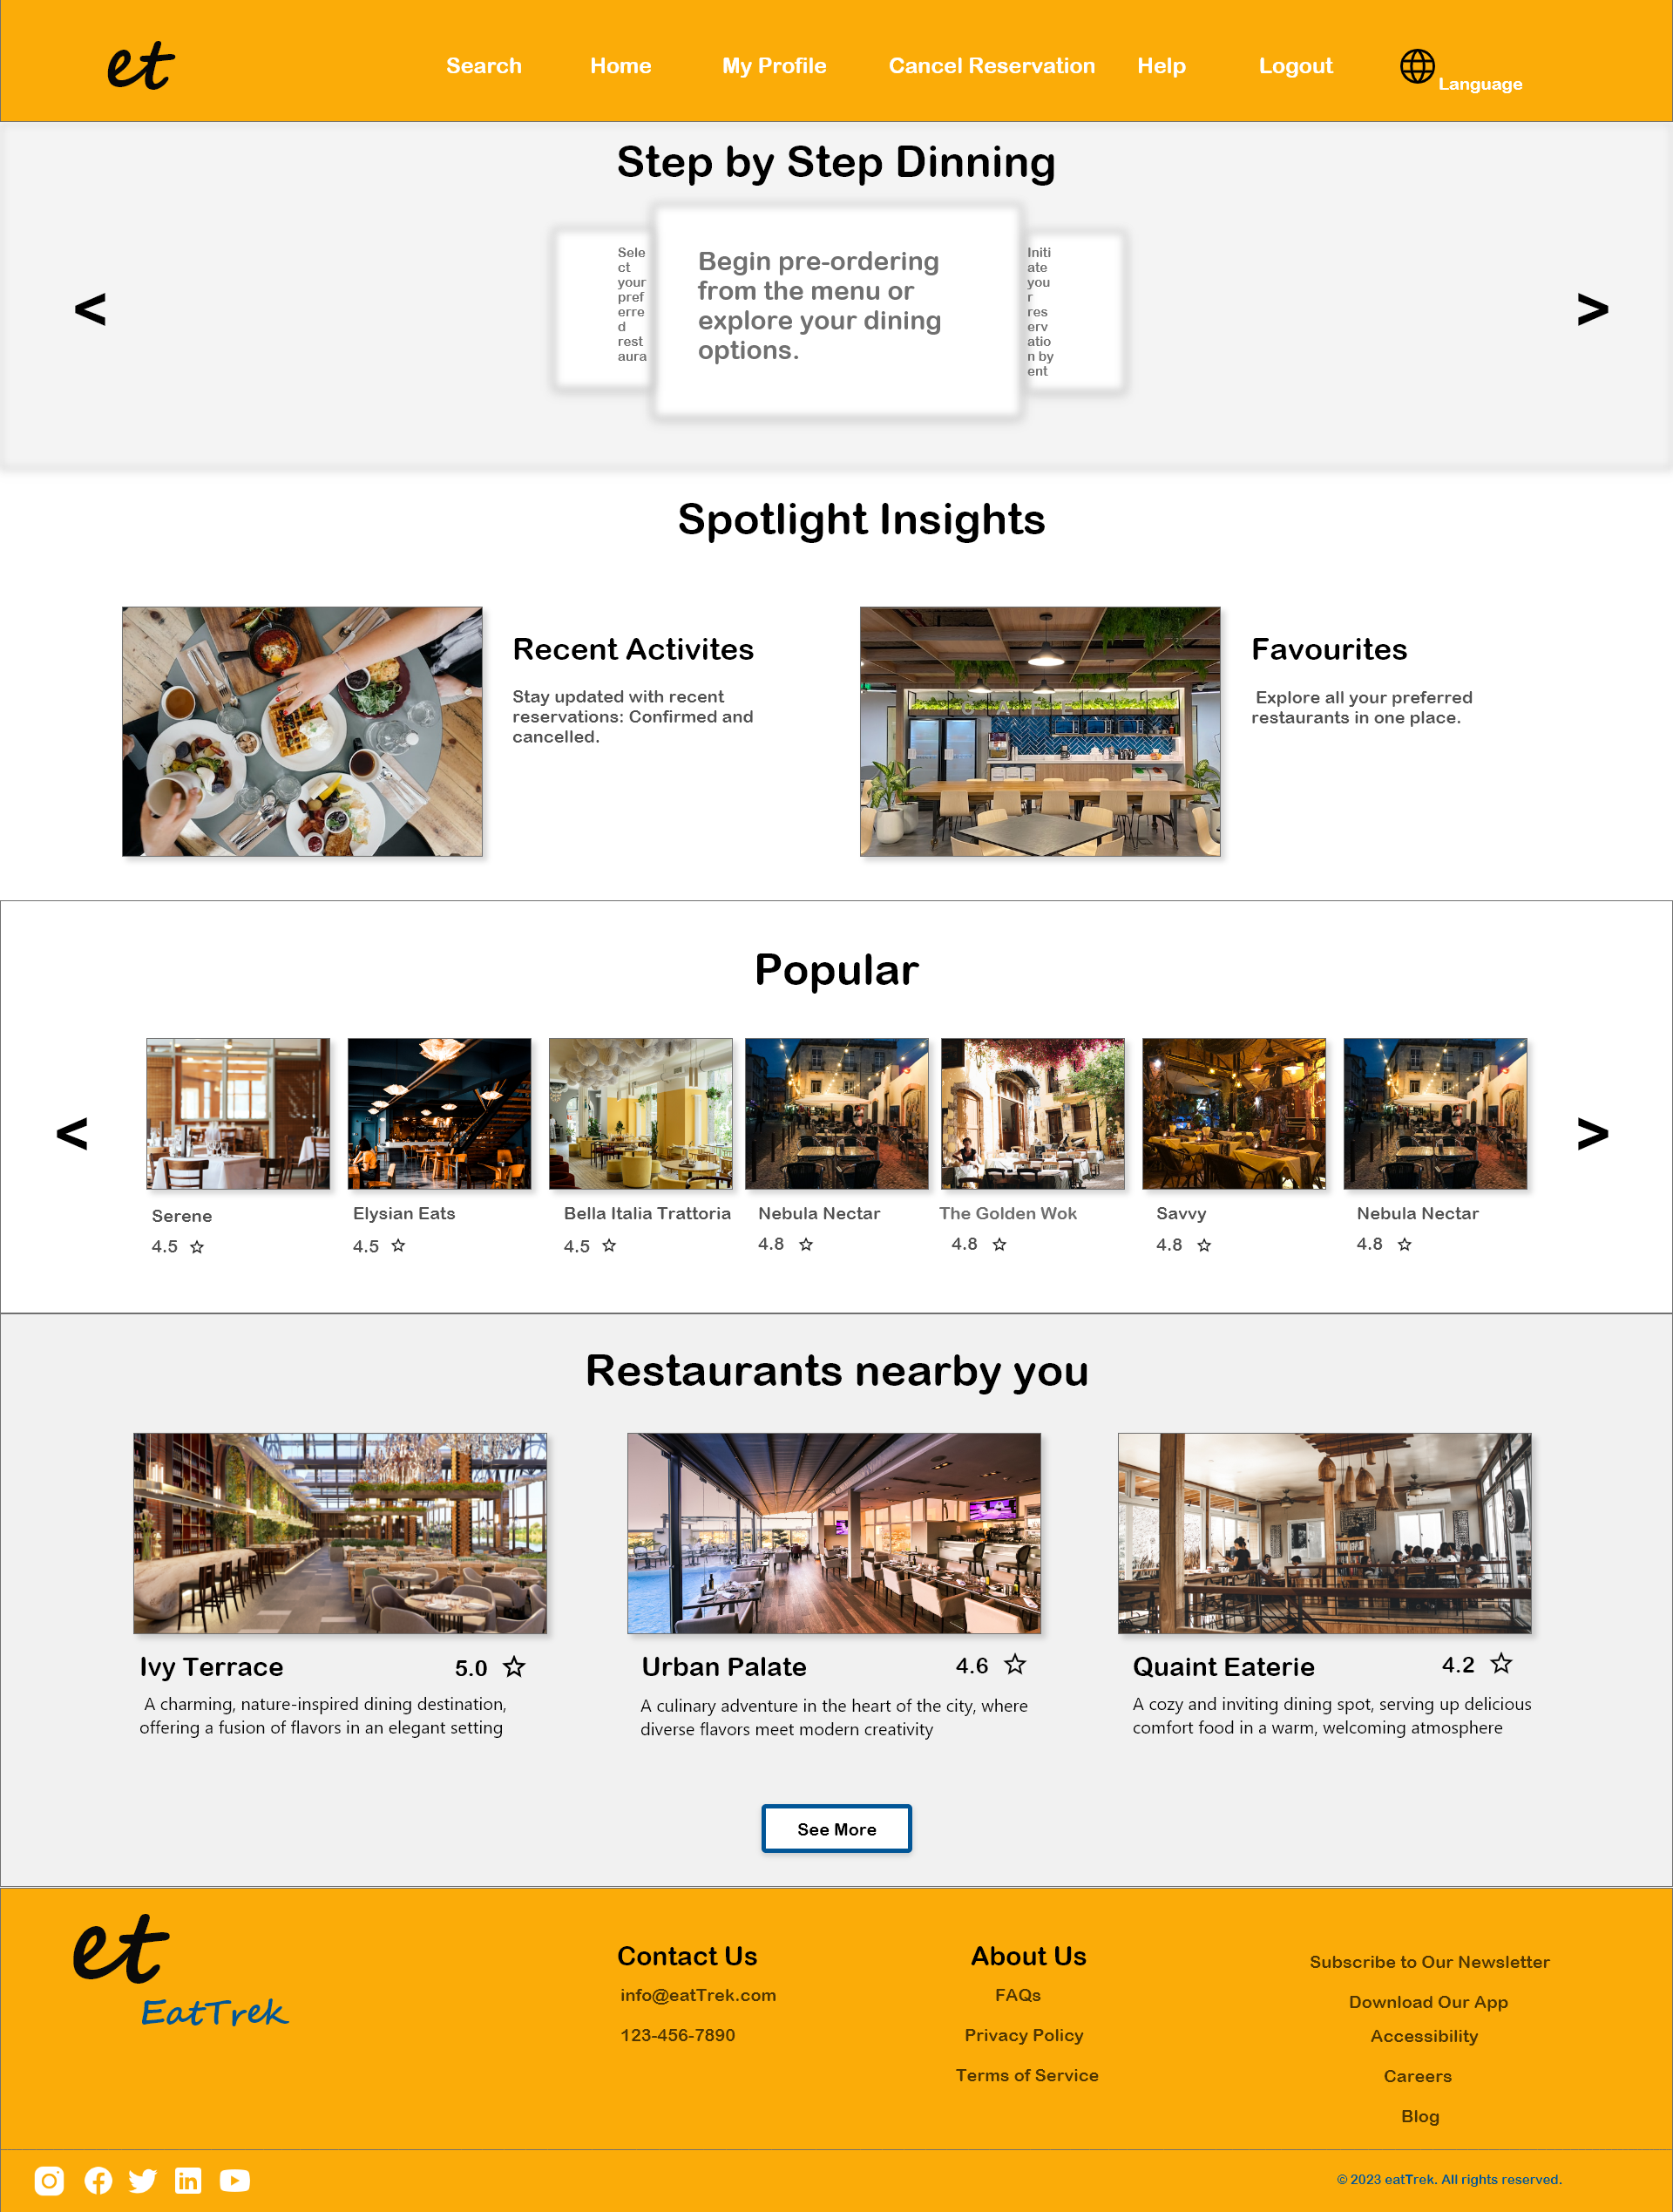 et
Search Home My Profile Cancel Reservation Help Logout Language
Step by Step Dinning
<
Sele
ct
your
pref
erre
d
rest
aura
Begin pre-ordering
from the menu or
explore your dining
options.
Initi
ate
you
r
res
erv
atio
n by
ent
>
Spotlight Insights
Recent Activites
Stay updated with recent
reservations: Confirmed and
cancelled.
CAFE
Favourites
Explore all your preferred
restaurants in one place.
Popular
<
>
Serene
4.5
Elysian Eats
4.5
Bella Italia Trattoria
4.5
Nebula Nectar
4.8
The Golden Wok
4.8
Savvy
4.8
Nebula Nectar
4.8
Restaurants nearby you
Ivy Terrace 5.0
A charming, nature-inspired dining destination,
offering a fusion of flavors in an elegant setting
Urban Palate 4.6
A culinary adventure in the heart of the city, where
diverse flavors meet modern creativity
Quaint Eaterie 4.2
A cozy and inviting dining spot, serving up delicious
comfort food in a warm, welcoming atmosphere
See More
et
EatTrek
Contact Us
info@eatTrek.com
123-456-7890
About Us
FAQs
Privacy Policy
Terms of Service
Subscribe to Our Newsletter
Download Our App
Accessibility
Careers
Blog
in
© 2023 eatTrek. All rights reserved.